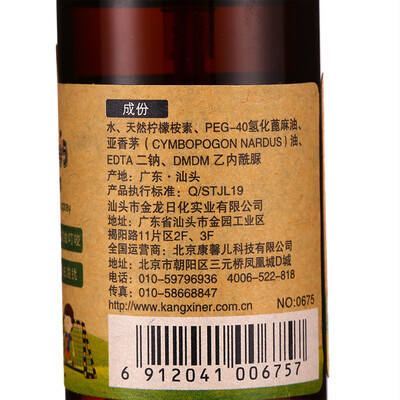 成份
水、天然柠檬桉素、PEG-40氢化蓖麻油、
亚香茅（CYMBOPOGON NARDUS）油、
EDTA 二钠、DMDM 乙内酰脲
产地：广东·汕头
产品执行标准：Q/STJL19
汕头市金龙日化实业有限公司
地址：广东省汕头市金园工业区
揭阳路11片区2F、3F
全国运营商：北京康馨儿科技有限公司
地址：北京市朝阳区三元桥凤凰城D城
电话：010-59796936　4006-522-818
传真：010-58668847
http://www.kangxiner.com.cn
NO:0675
6 912041 006757